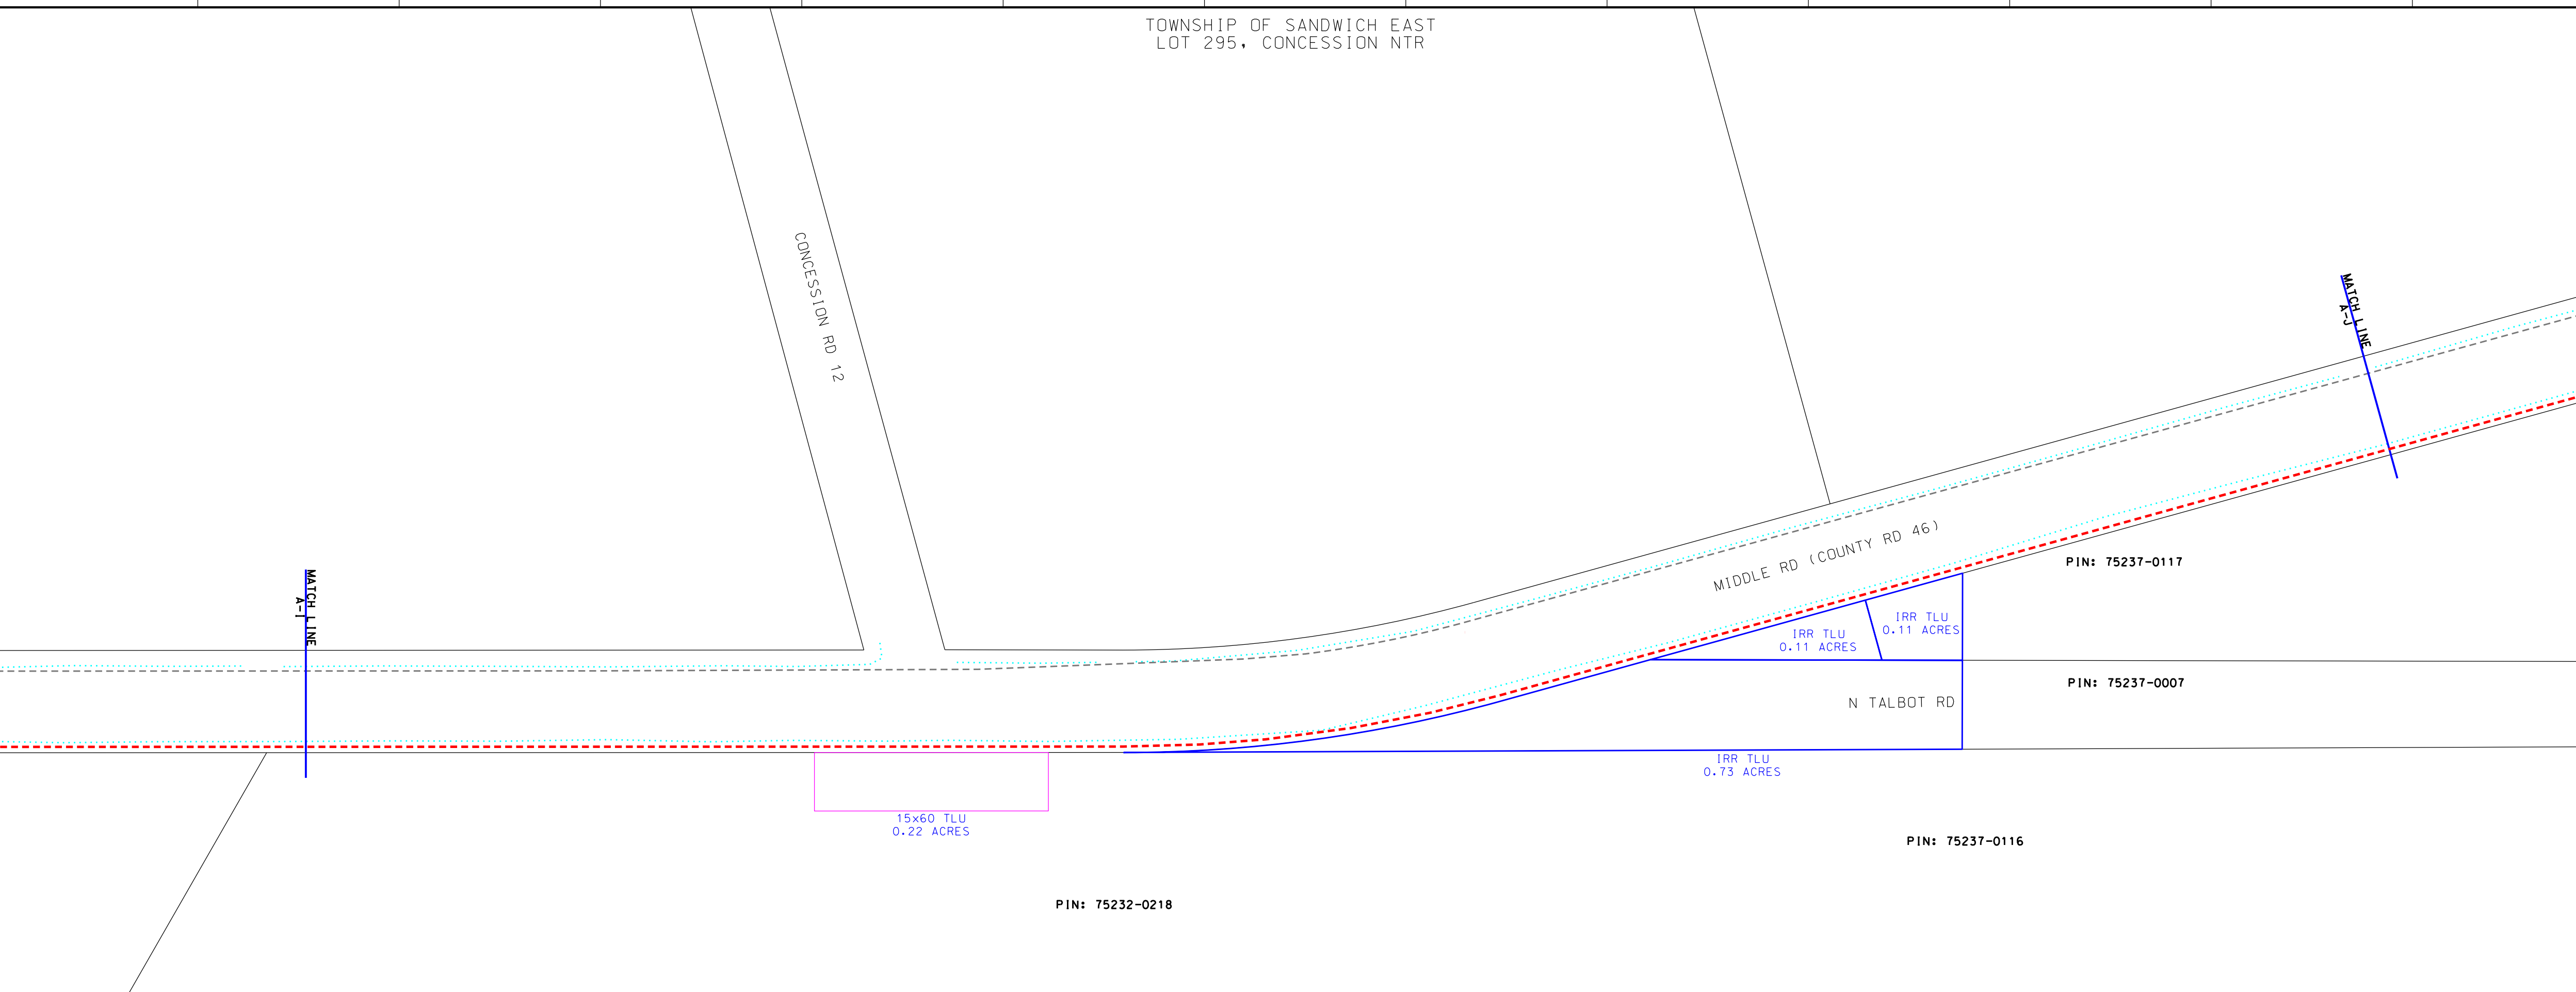 TOWNSHIP OF SANDWICH EAST
LOT 295, CONCESSION NTR
CONCESSION RD 12
MATCH LINE
A-J
MIDDLE RD (COUNTY RD 46)
PIN: 75237-0117
MATCH LINE
A-I
IRR TLU
0.11 ACRES
IRR TLU
0.11 ACRES
PIN: 75237-0007
N TALBOT RD
IRR TLU
0.73 ACRES
15x60 TLU
0.22 ACRES
PIN: 75237-0116
PIN: 75232-0218